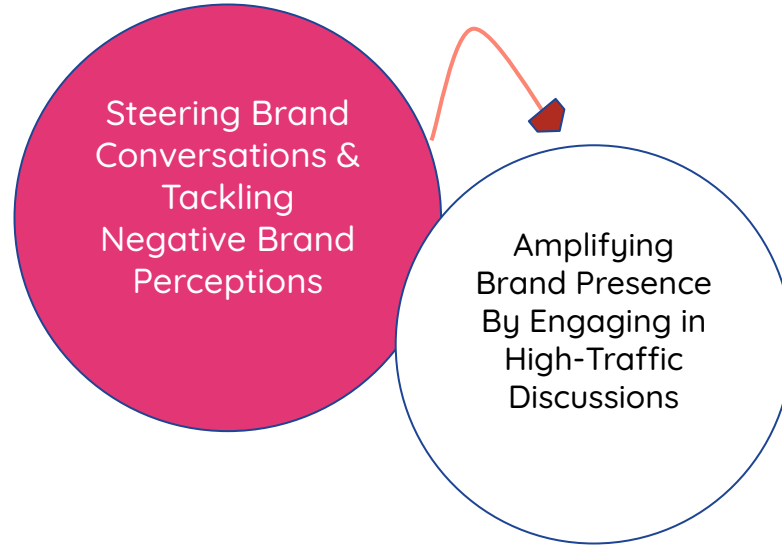 Steering Brand
Conversations &
Tackling
Negative Brand
Perceptions
Amplifying
Brand Presence
By Engaging in
High-Traffic
Discussions